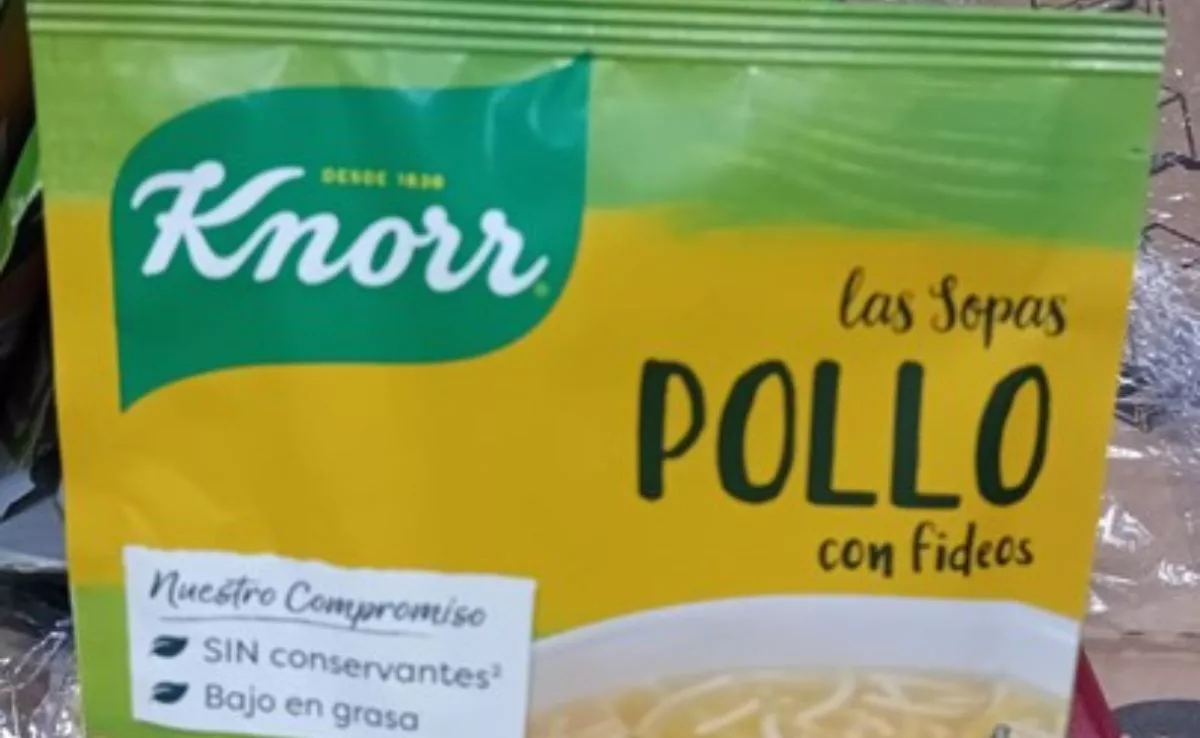 DESDE 1838
Knorr
las Sopas
POLLO
con fideos
Nuestro Compromiso
SIN conservantes²
Bajo en grasa